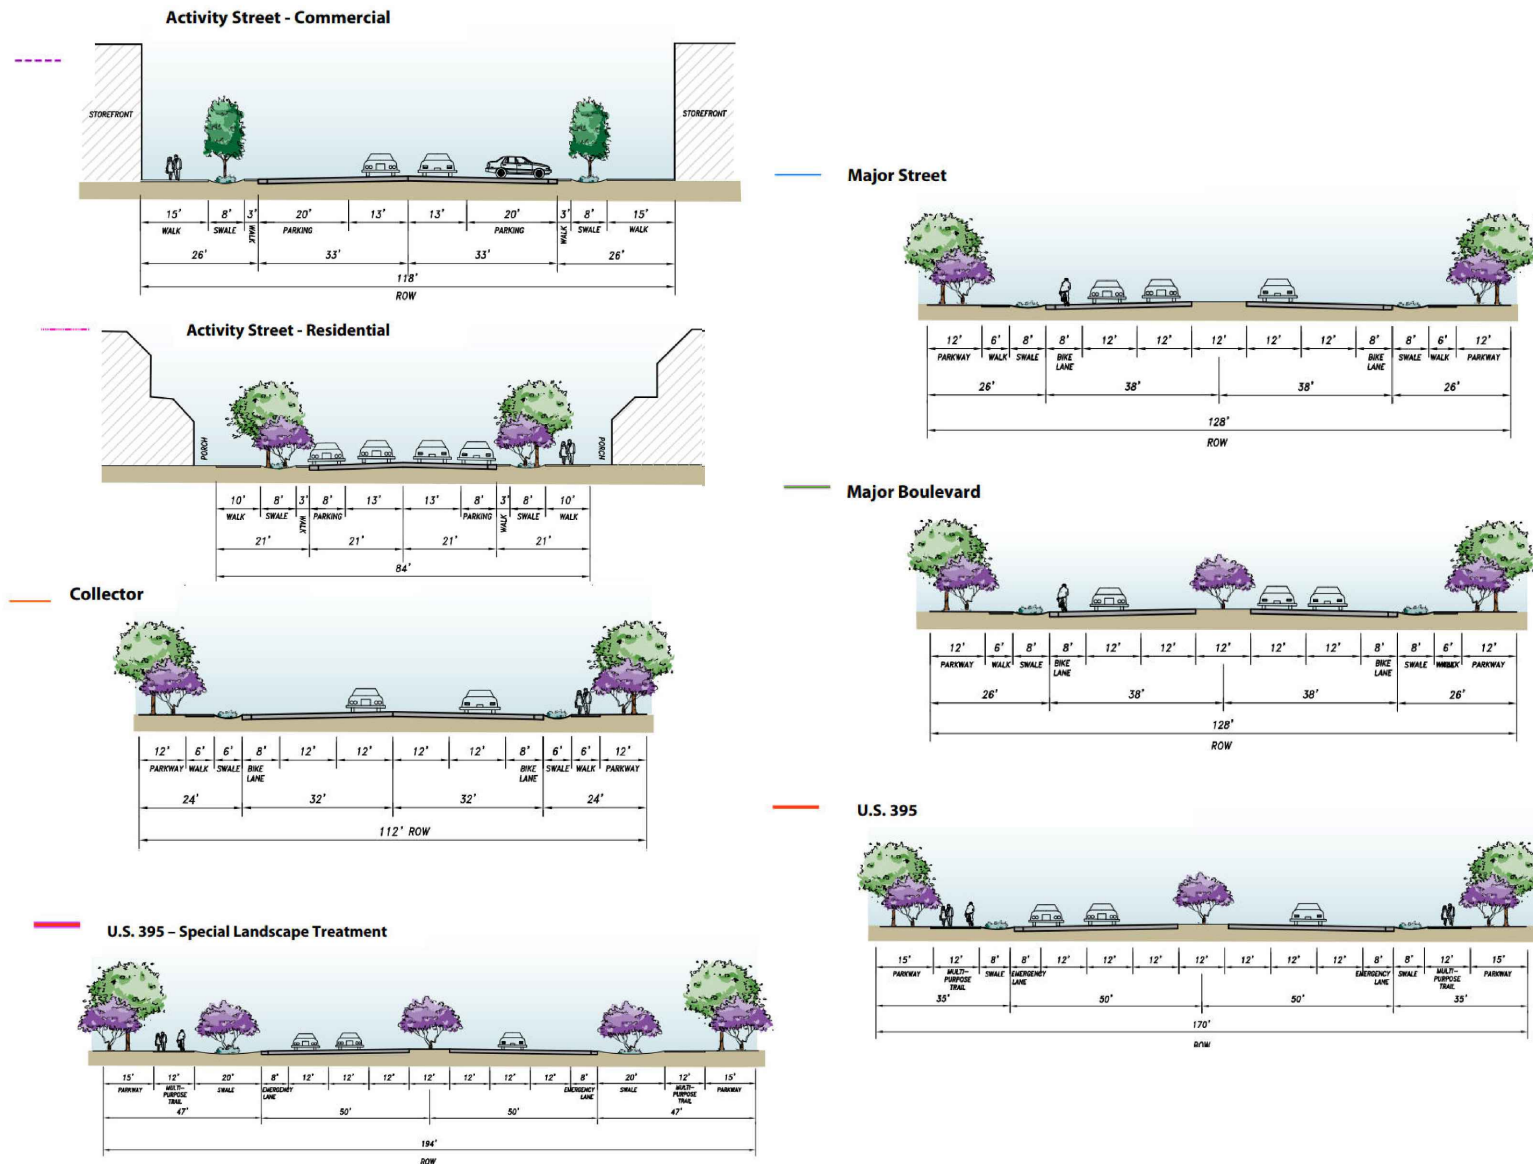 Activity Street - Commercial
STOREFRONT STOREFRONT
15' 8' 3' 20' 13' 13' 20' 3' 8' 15'
WALK SWALE WALK PARKING PARKING WALK SWALE WALK
26' 33' 33' 26'
118'
ROW
Activity Street - Residential
PORCH PORCH
10' 8' 3' 8' 13' 13' 8' 3' 8' 10'
WALK SWALE WALK PARKING PARKING WALK SWALE WALK
21' 21' 21' 21'
84'
Collector
12' 6' 6' 8' 12' 12' 12' 12' 8' 6' 6' 12'
PARKWAY WALK SWALE BIKE LANE BIKE LANE SWALE WALK PARKWAY
24' 32' 32' 24'
112' ROW
U.S. 395 – Special Landscape Treatment
15' 12' 20' 8' 12' 12' 12' 12' 12' 12' 12' 8' 20' 12' 15'
PARKWAY MULTI-PURPOSE TRAIL SWALE EMERGENCY LANE EMERGENCY LANE SWALE MULTI-PURPOSE TRAIL PARKWAY
47' 50' 50' 47'
194'
ROW
Major Street
12' 6' 8' 8' 12' 12' 12' 12' 12' 8' 8' 6' 12'
PARKWAY WALK SWALE BIKE LANE BIKE LANE SWALE WALK PARKWAY
26' 38' 38' 26'
128'
ROW
Major Boulevard
12' 6' 8' 8' 12' 12' 12' 12' 12' 8' 8' 6' 12'
PARKWAY WALK SWALE BIKE LANE BIKE LANE SWALE WALK PARKWAY
26' 38' 38' 26'
128'
ROW
U.S. 395
15' 12' 8' 8' 12' 12' 12' 12' 12' 12' 12' 8' 8' 12' 15'
PARKWAY MULTI-PURPOSE TRAIL SWALE EMERGENCY LANE EMERGENCY LANE SWALE MULTI-PURPOSE TRAIL PARKWAY
35' 50' 50' 35'
170'
ROW